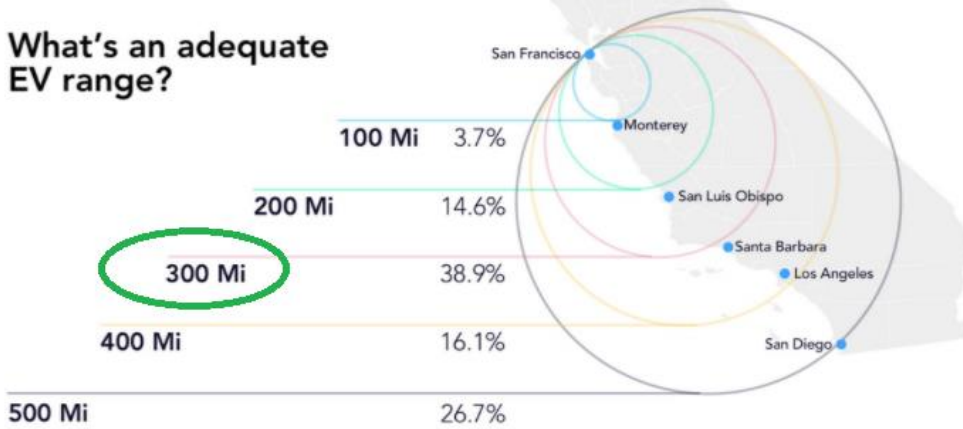 What's an adequate
EV range?
San Francisco
100 Mi 3.7%
Monterey
200 Mi 14.6%
San Luis Obispo
Santa Barbara
300 Mi 38.9%
Los Angeles
400 Mi 16.1%
San Diego
500 Mi 26.7%